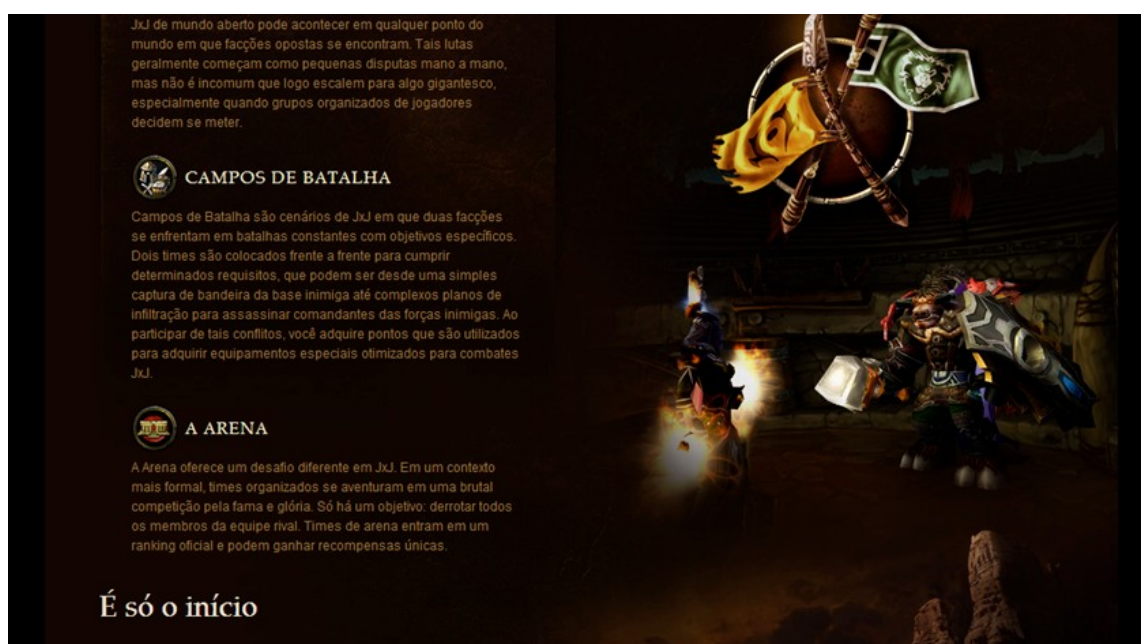 JxJ de mundo aberto pode acontecer em qualquer ponto do
mundo em que facções opostas se encontram. Tais lutas
geralmente começam como pequenas disputas mano a mano,
mas não é incomum que logo escalem para algo gigantesco,
especialmente quando grupos organizados de jogadores
decidem se meter.
CAMPOS DE BATALHA
Campos de Batalha são cenários de JxJ em que duas facções
se enfrentam em batalhas constantes com objetivos específicos.
Dois times são colocados frente a frente para cumprir
determinados requisitos, que podem ser desde uma simples
captura de bandeira da base inimiga até complexos planos de
infiltração para assassinar comandantes das forças inimigas. Ao
participar de tais conflitos, você adquire pontos que são utilizados
para adquirir equipamentos especiais otimizados para combates
JxJ.
A ARENA
A Arena oferece um desafio diferente em JxJ. Em um contexto
mais formal, times organizados se aventuram em uma brutal
competição pela fama e glória. Só há um objetivo: derrotar todos
os membros da equipe rival. Times de arena entram em um
ranking oficial e podem ganhar recompensas únicas.
É só o início